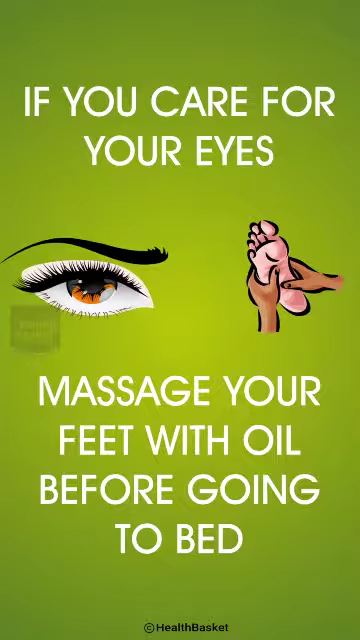 IF YOU CARE FOR
YOUR EYES
MASSAGE YOUR
FEET WITH OIL
BEFORE GOING
TO BED
©HealthBasket